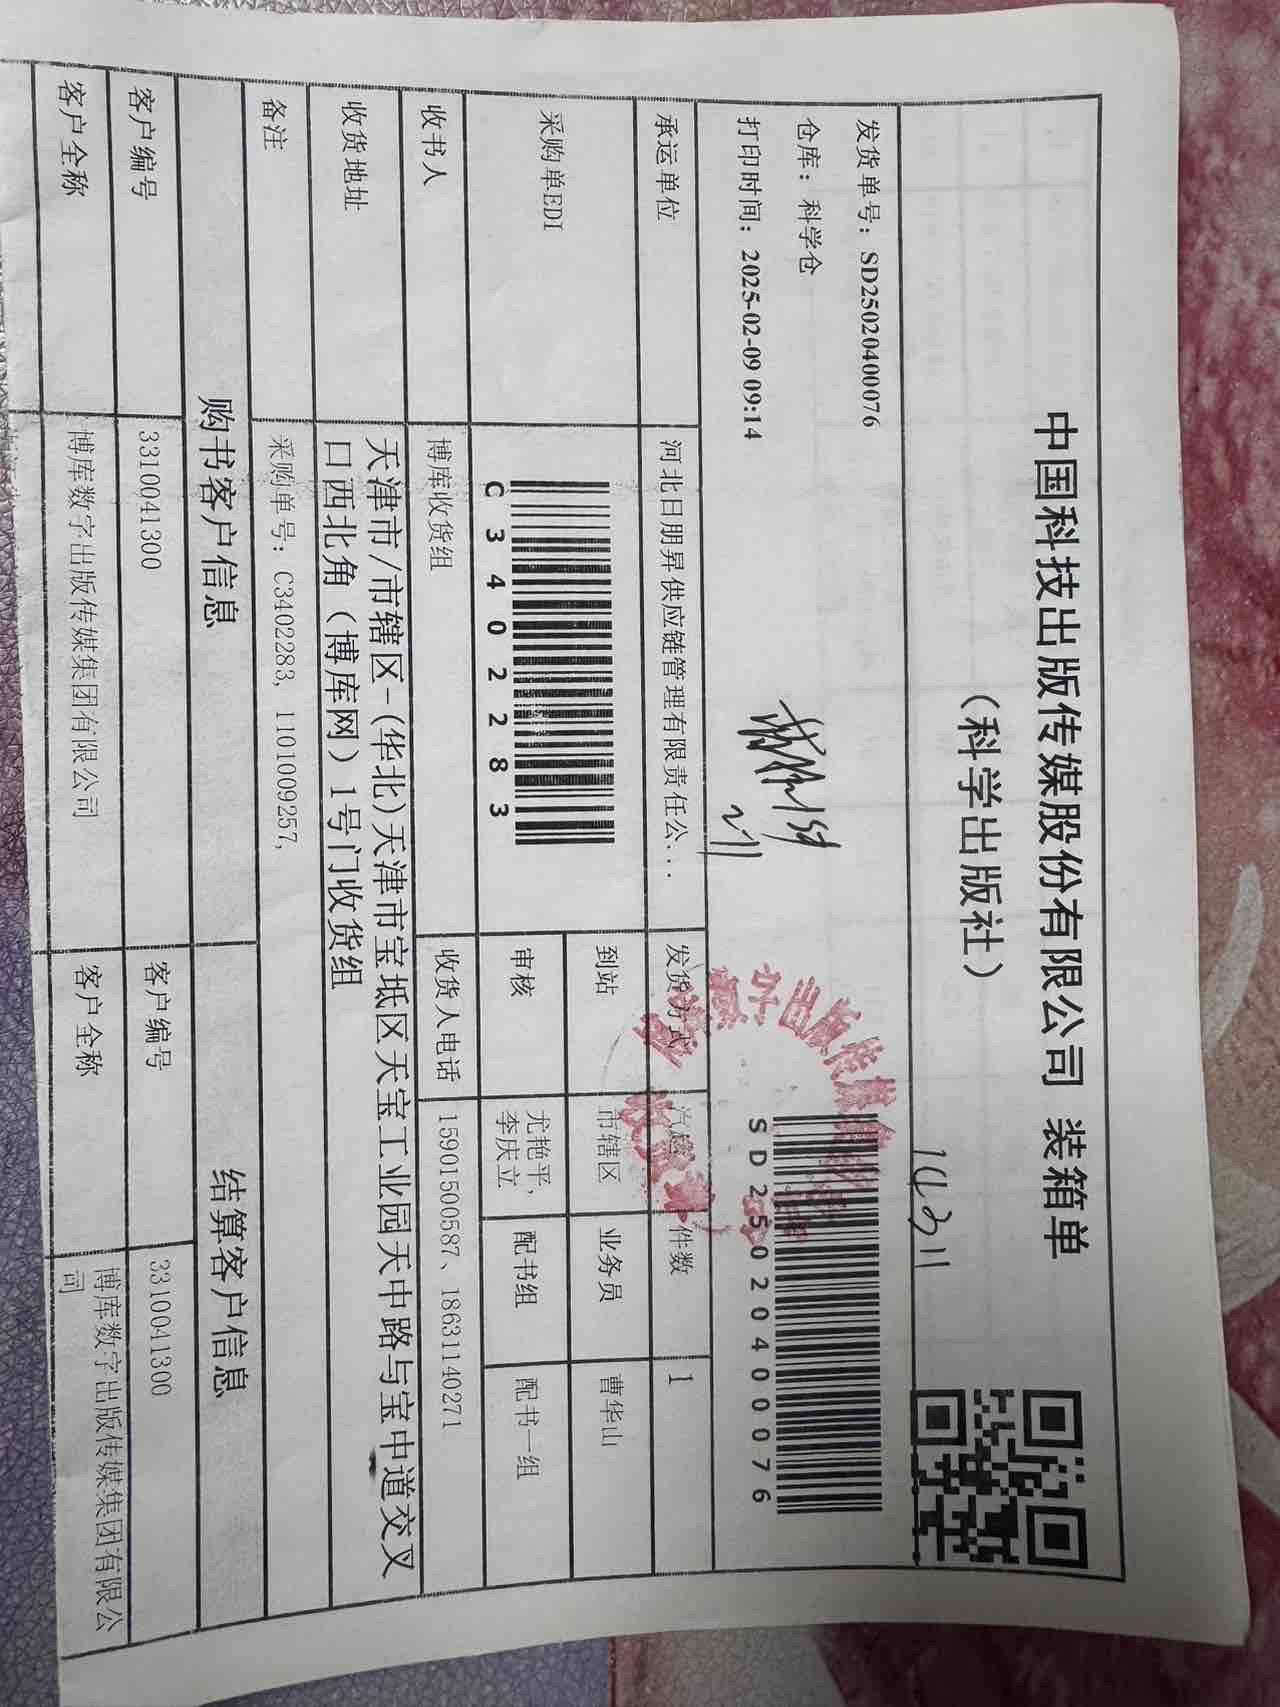 中国科技出版传媒股份有限公司 装箱单
（科学出版社）
发货单号：SD2502040076
仓库：科学仓
打印时间：2025-02-09 09:14
SD2502040076
承运单位 河北日朋昇供应链管理有限责任公... 发货方式 汽运 件数 1
采购单EDI C3402283 到站 市辖区 业务员 曹华山
审核 尤艳平， 配书组 配书一组
李庆立
收书人 博库收货组 收货人电话 15901500587、18631140271
收货地址 天津市/市辖区-(华北)天津市宝坻区天宝工业园天中路与宝中道交叉
口西北角（博库网）1号门收货组
备注 采购单号：C3402283，1101009257，
购书客户信息 结算客户信息
客户编号 3310041300 客户编号 3310041300
客户全称 博库数字出版传媒集团有限公司 客户全称 博库数字出版传媒集团有限公
司